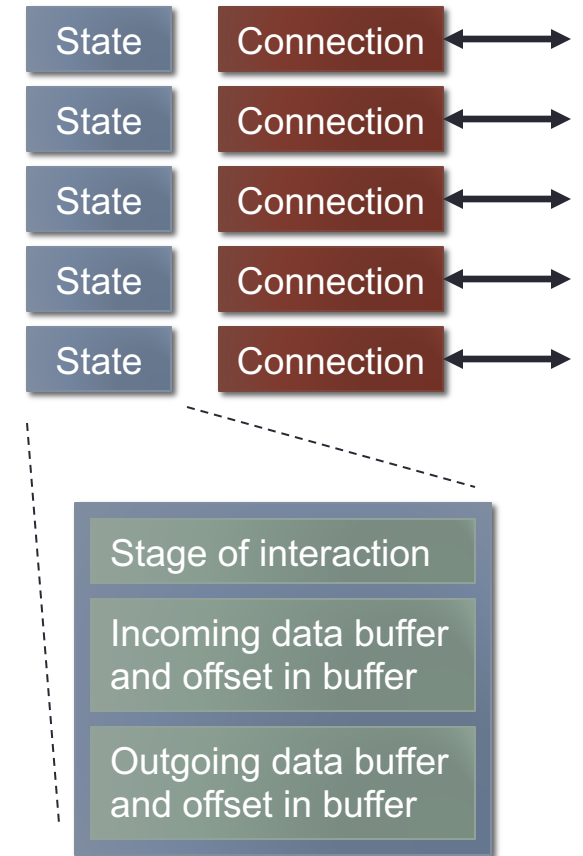 State Connection
State Connection
State Connection
State Connection
State Connection
Stage of interaction
Incoming data buffer
and offset in buffer
Outgoing data buffer
and offset in buffer